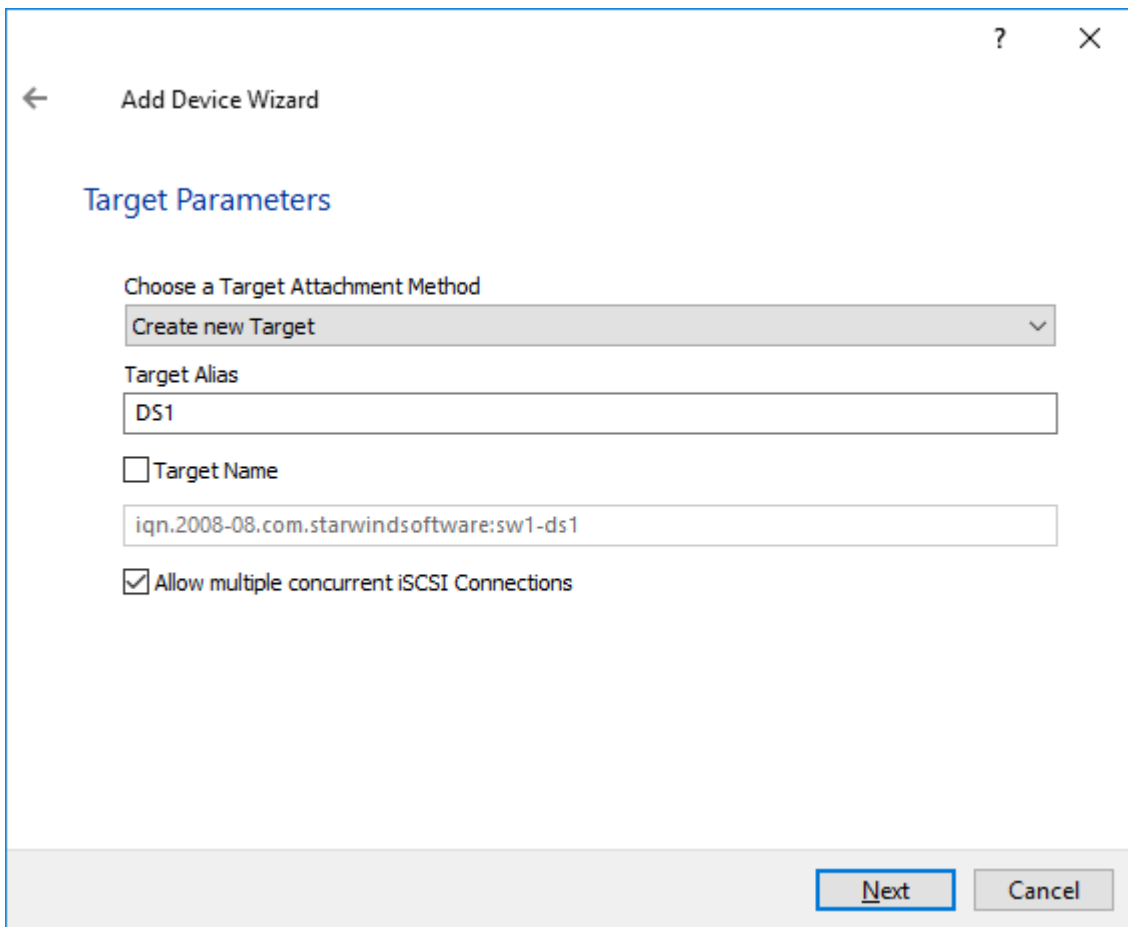 ?
Add Device Wizard
Target Parameters
Choose a Target Attachment Method
Create new Target
Target Alias
DS1
Target Name
iqn.2008-08.com.starwindsoftware:sw1-ds1
Allow multiple concurrent iSCSI Connections
Next Cancel